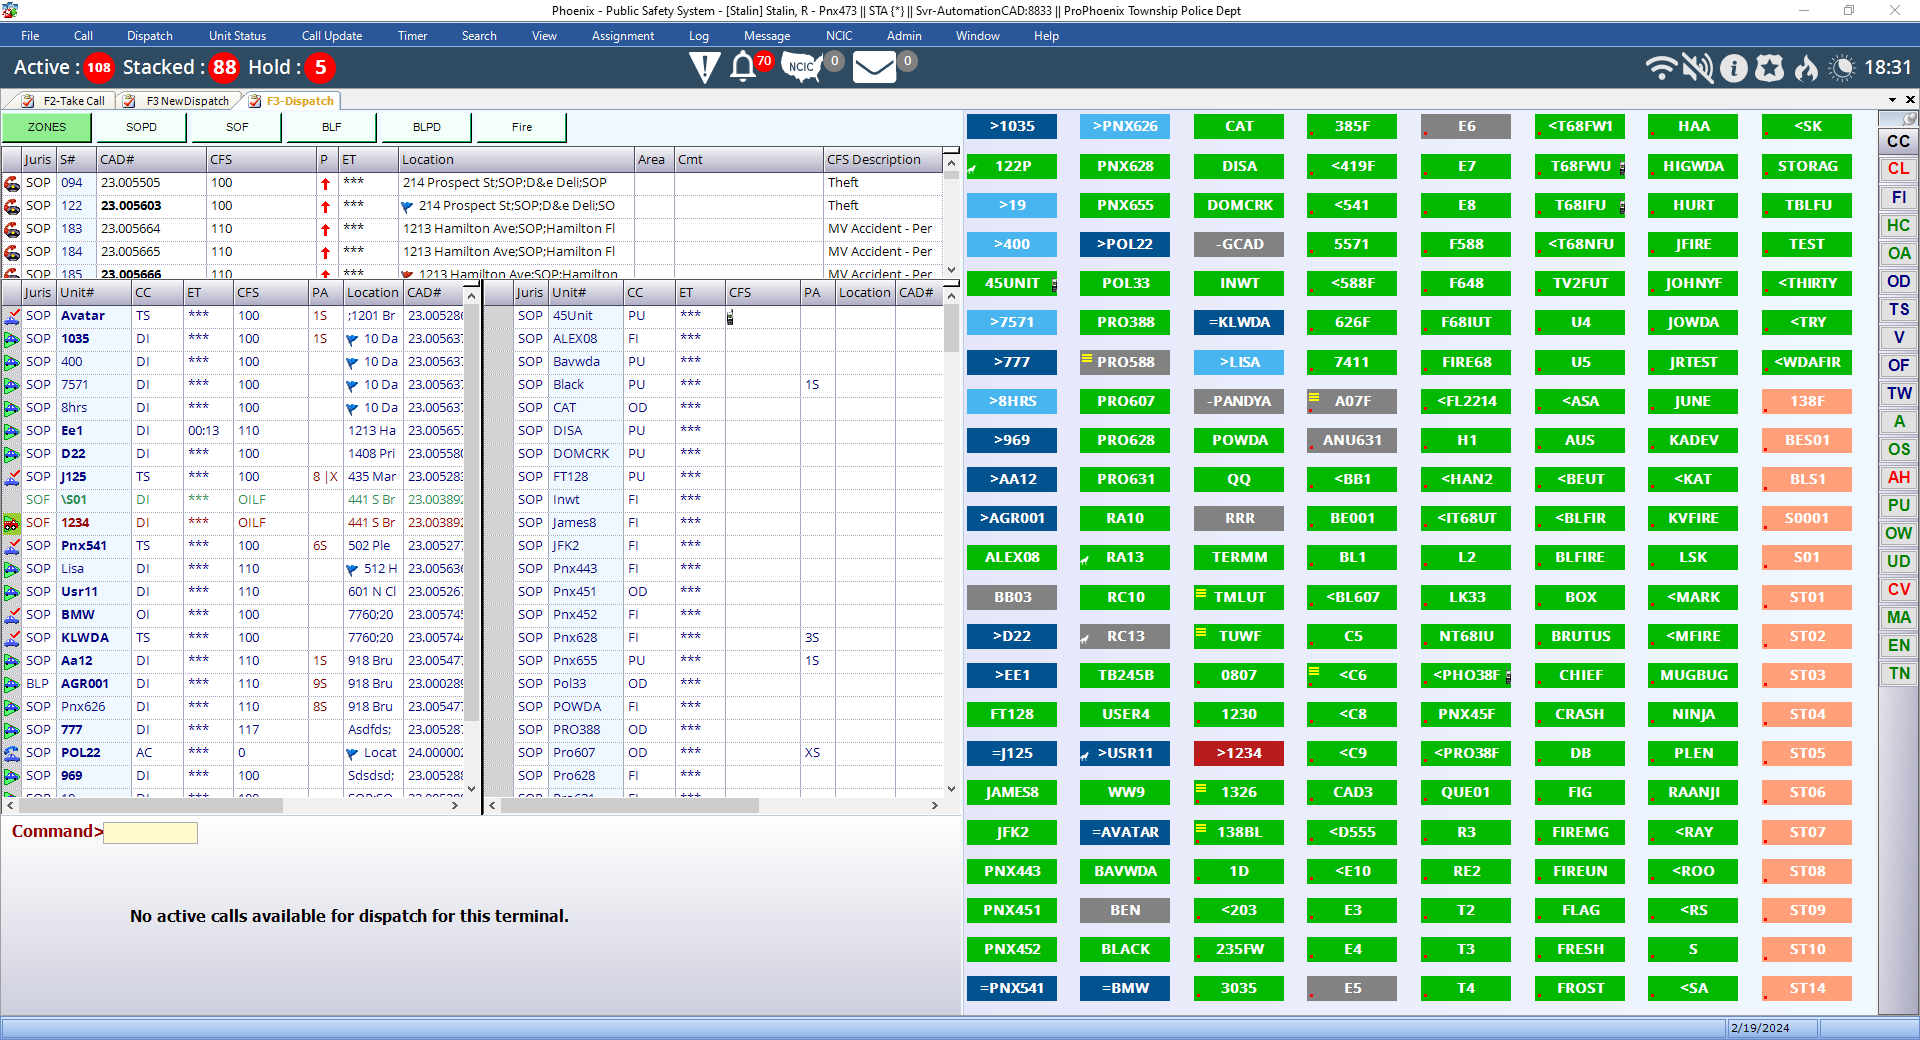 Phoenix - Public Safety System - [Stalin] Stalin, R - Pnx473 || STA {*} || Svr-AutomationCAD:8833 || ProPhoenix Township Police Dept
File Call Dispatch Unit Status Call Update Timer Search View Assignment Log Message NCIC Admin Window Help
Active : 108 Stacked : 88 Hold : 5 70 NCIC 0 0 18:31
F2-Take Call F3 NewDispatch F3-Dispatch
ZONES SOPD SOF BLF BLPD Fire
Juris S# CAD# CFS P ET Location Area Cmt CFS Description
SOP 094 23.005505 100 *** 214 Prospect St;SOP;D&e Deli;SOP Theft
SOP 122 23.005603 100 *** 214 Prospect St;SOP;D&e Deli;SO Theft
SOP 183 23.005664 110 *** 1213 Hamilton Ave;SOP;Hamilton Fl MV Accident - Per
SOP 184 23.005665 110 *** 1213 Hamilton Ave;SOP;Hamilton Fl MV Accident - Per
SOP 185 23.005666 110 *** 1213 Hamilton Ave;SOP;Hamilton MV Accident - Per
Juris Unit# CC ET CFS PA Location CAD#
SOP Avatar TS *** 100 1S ;1201 Br 23.00528
SOP 1035 DI *** 100 1S 10 Da 23.005637
SOP 400 DI *** 100 10 Da 23.005637
SOP 7571 DI *** 100 10 Da 23.005637
SOP 8hrs DI *** 100 10 Da 23.005637
SOP Ee1 DI 00:13 110 1213 Ha 23.005657
SOP D22 DI *** 100 1408 Pri 23.00558
SOP J125 TS *** 100 8 |X 435 Mar 23.005283
SOF \S01 DI *** OILF 441 S Br 23.003892
SOF 1234 DI *** OILF 441 S Br 23.003892
SOP Pnx541 TS *** 100 6S 502 Ple 23.005277
SOP Lisa DI *** 110 512 H 23.00563
SOP Usr11 DI *** 110 601 N Cl 23.005267
SOP BMW OI *** 100 7760;20 23.005745
SOP KLWDA TS *** 100 7760;20 23.005744
SOP Aa12 DI *** 110 1S 918 Bru 23.005477
BLP AGR001 DI *** 110 9S 918 Bru 23.000289
SOP Pnx626 DI *** 110 8S 918 Bru 23.005477
SOP 777 DI *** 117 Asdfds; 23.005287
SOP POL22 AC *** 0 Locat 24.000002
SOP 969 DI *** 100 Sdsdsd; 23.005288
Juris Unit# CC ET CFS PA Location CAD#
SOP 45Unit PU ***
SOP ALEX08 FI ***
SOP Bavwda PU ***
SOP Black PU *** 1S
SOP CAT OD ***
SOP DISA PU ***
SOP DOMCRK PU ***
SOP FT128 PU ***
SOP Inwt FI ***
SOP James8 FI ***
SOP JFK2 FI ***
SOP Pnx443 FI ***
SOP Pnx451 OD ***
SOP Pnx452 FI ***
SOP Pnx628 FI *** 3S
SOP Pnx655 PU *** 1S
SOP Pol33 OD ***
SOP POWDA FI ***
SOP PRO388 OD ***
SOP Pro607 OD *** XS
SOP Pro628 FI ***
Command>
No active calls available for dispatch for this terminal.
>1035 >PNX626 CAT 385F E6 <T68FW1 HAA <SK
122P PNX628 DISA <419F E7 T68FWU HIGWDA STORAG
>19 PNX655 DOMCRK <541 E8 T68IFU HURT TBLFU
>400 >POL22 -GCAD 5571 F588 <T68NFU JFIRE TEST
45UNIT POL33 INWT <588F F648 TV2FUT JOHNYF <THIRTY
>7571 PRO388 =KLWDA 626F F68IUT U4 JOWDA <TRY
>777 PRO588 >LISA 7411 FIRE68 U5 JRTEST <WDAFIR
>8HRS PRO607 -PANDYA A07F <FL2214 <ASA JUNE 138F
>969 PRO628 POWDA ANU631 H1 AUS KADEV BES01
>AA12 PRO631 QQ <BB1 <HAN2 <BEUT <KAT BLS1
>AGR001 RA10 RRR BE001 <IT68UT <BLFIR KVFIRE S0001
ALEX08 RA13 TERMM BL1 L2 BLFIRE LSK S01
BB03 RC10 TMLUT <BL607 LK33 BOX <MARK ST01
>D22 RC13 TUWF C5 NT68IU BRUTUS <MFIRE ST02
>EE1 TB245B 0807 <C6 <PHO38F CHIEF MUGBUG ST03
FT128 USER4 1230 <C8 PNX45F CRASH NINJA ST04
=J125 >USR11 >1234 <C9 <PRO38F DB PLEN ST05
JAMES8 WW9 1326 CAD3 QUE01 FIG RAANJI ST06
JFK2 =AVATAR 138BL <D555 R3 FIREMG <RAY ST07
PNX443 BAVWDA 1D <E10 RE2 FIREUN <ROO ST08
PNX451 BEN <203 E3 T2 FLAG <RS ST09
PNX452 BLACK 235FW E4 T3 FRESH S ST10
=PNX541 =BMW 3035 E5 T4 FROST <SA ST14
CC
CL
FI
HC
OA
OD
TS
V
OF
TW
A
OS
AH
PU
OW
UD
CV
MA
EN
TN
2/19/2024